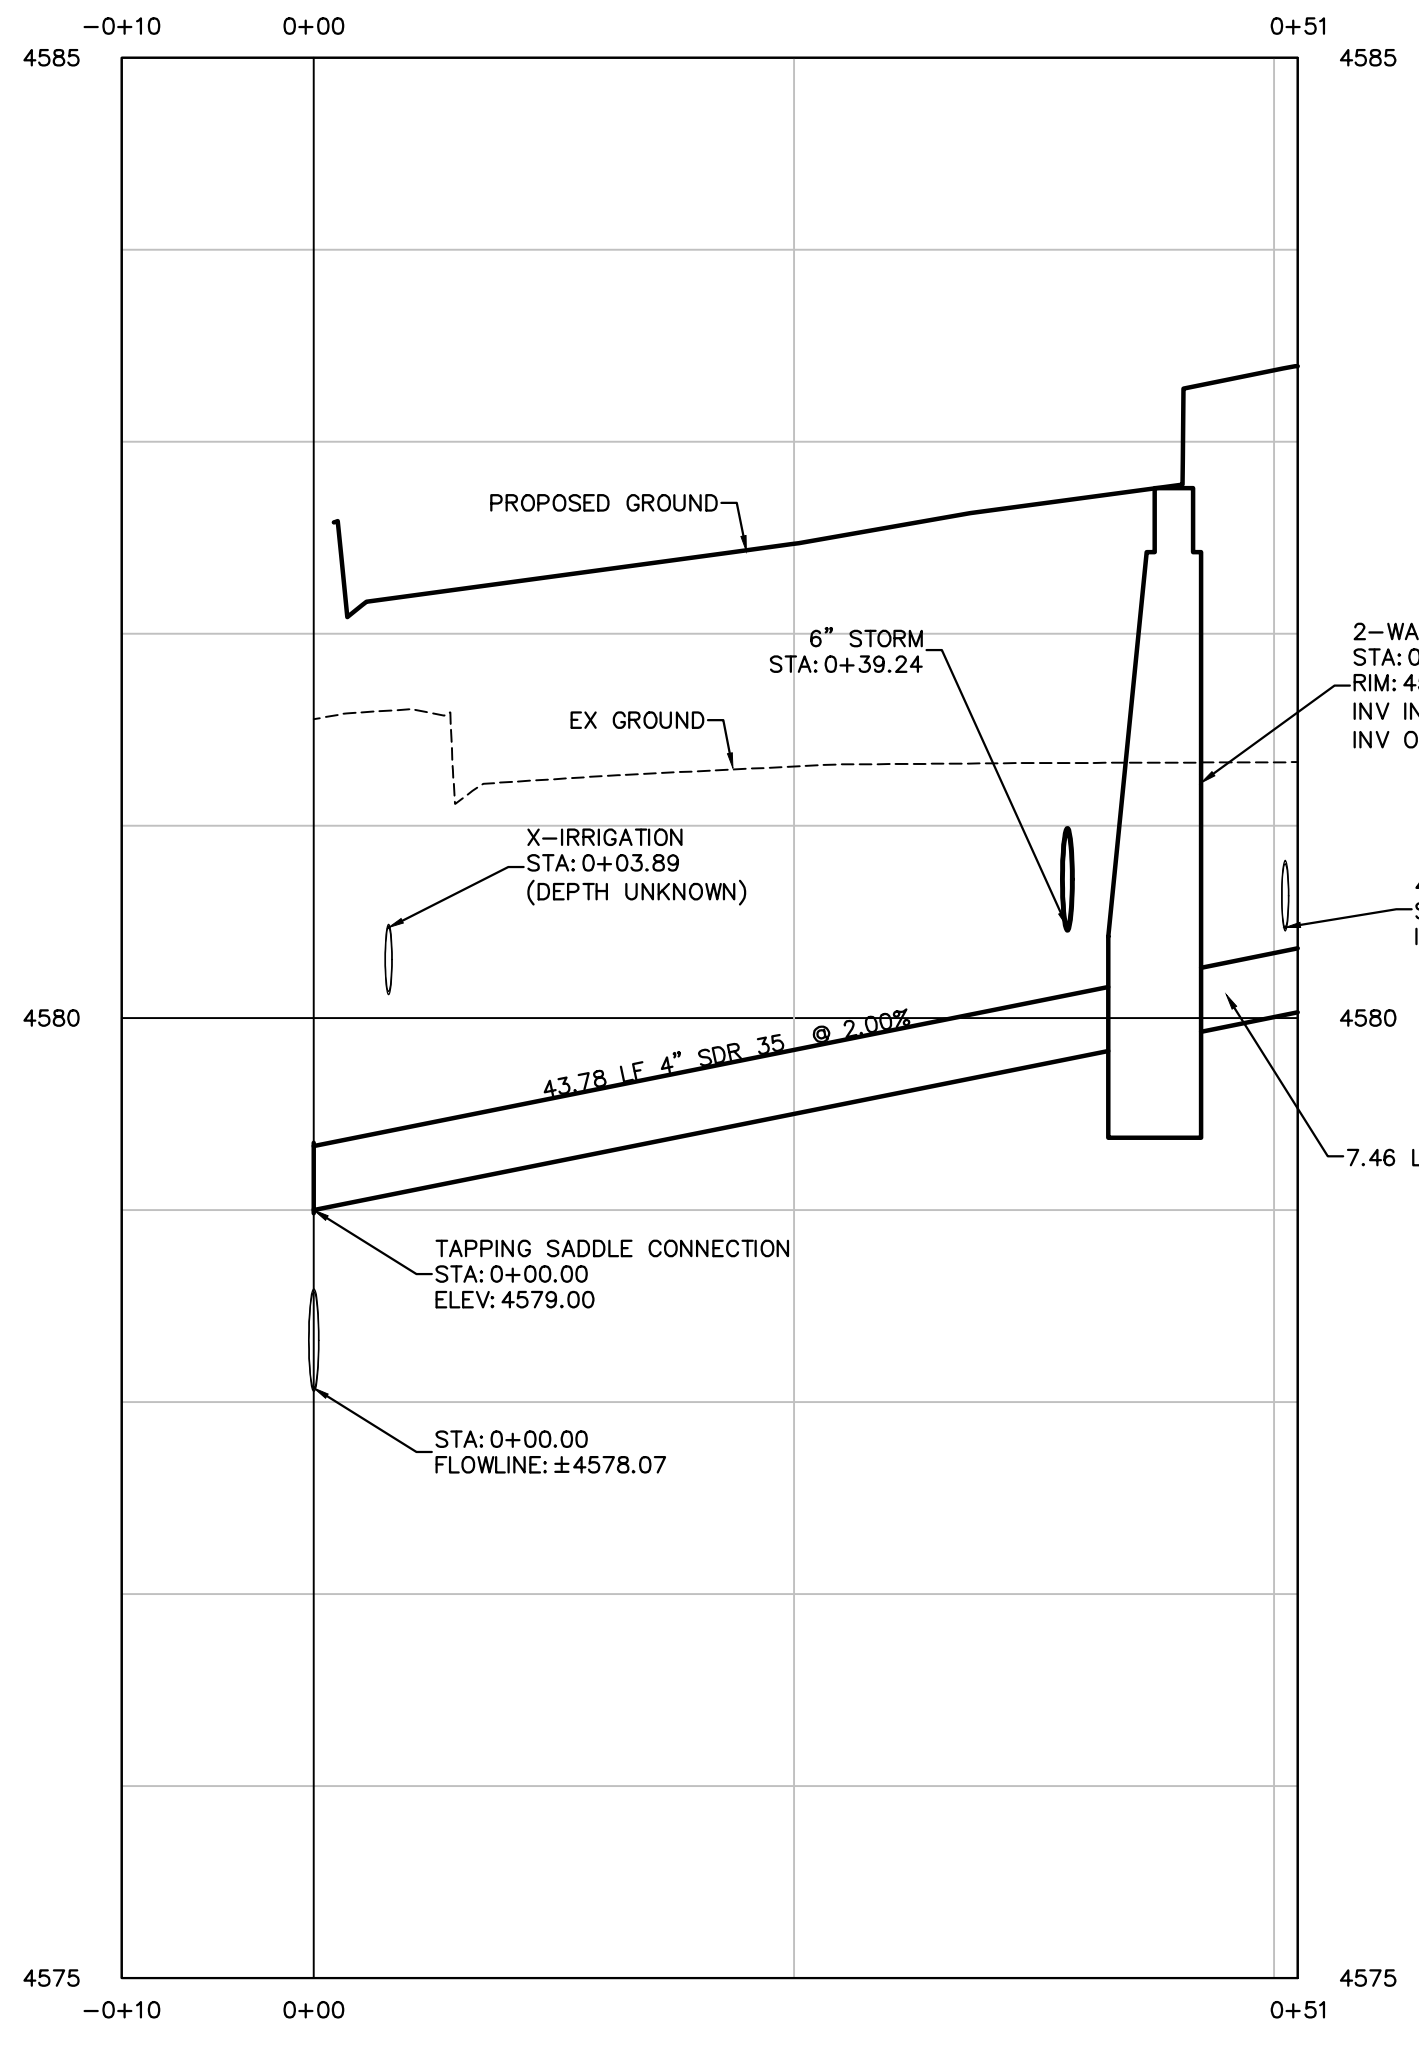 -0+10 0+00 0+51
4585 4585
PROPOSED GROUND
6" STORM
STA: 0+39.24
2-WA
STA: 0
RIM: 45
INV IN
INV O
EX GROUND
X-IRRIGATION
STA: 0+03.89
(DEPTH UNKNOWN)
4580 4580
43.78 LF 4" SDR 35 @ 2.00%
7.46 L
TAPPING SADDLE CONNECTION
STA: 0+00.00
ELEV: 4579.00
STA: 0+00.00
FLOWLINE: ±4578.07
4575 4575
-0+10 0+00 0+51